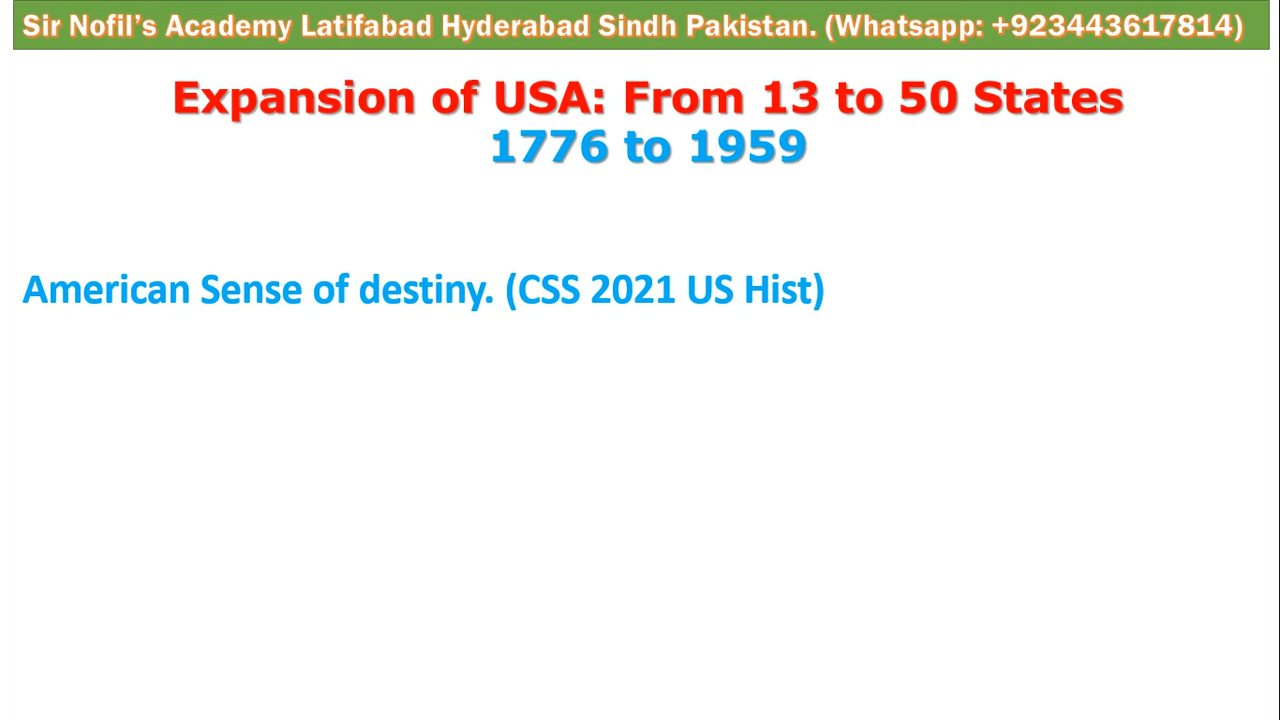 Sir Nofil's Academy Latifabad Hyderabad Sindh Pakistan. (Whatsapp: +923443617814)
Expansion of USA: From 13 to 50 States
1776 to 1959
American Sense of destiny. (CSS 2021 US Hist)